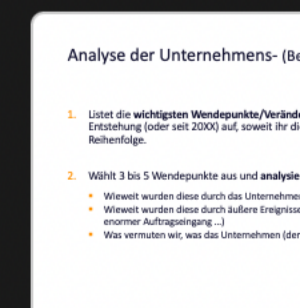 Analyse der Unternehmens- (Be
1. Listet die wichtigsten Wendepunkte/Verände
Entstehung (oder seit 20XX) auf, soweit ihr di
Reihenfolge.
2. Wählt 3 bis 5 Wendepunkte aus und analysie
• Wieweit wurden diese durch das Unternehme
• Wieweit wurden diese durch äußere Ereignisse
enormer Auftragseingang ...)
• Was vermuten wir, was das Unternehmen (der